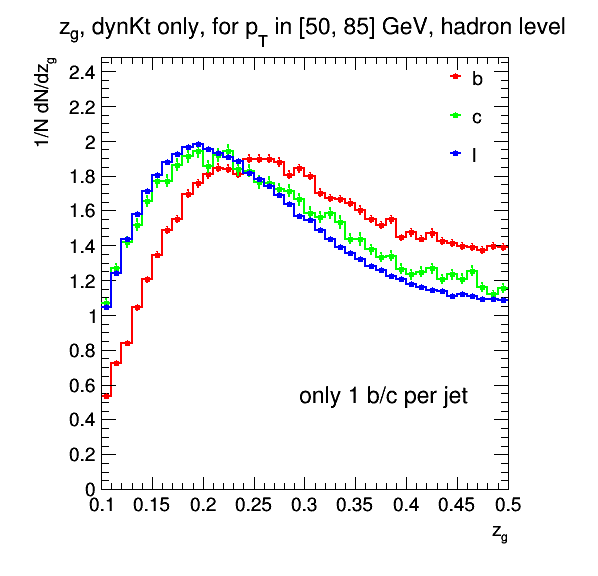 z_g, dynKt only, for p_T in [50, 85] GeV, hadron level
1/N dN/dz_g
b
c
l
2.4
2.2
2
1.8
1.6
1.4
1.2
1
0.8
0.6
0.4
0.2
0
only 1 b/c per jet
0.1 0.15 0.2 0.25 0.3 0.35 0.4 0.45 0.5
z_g